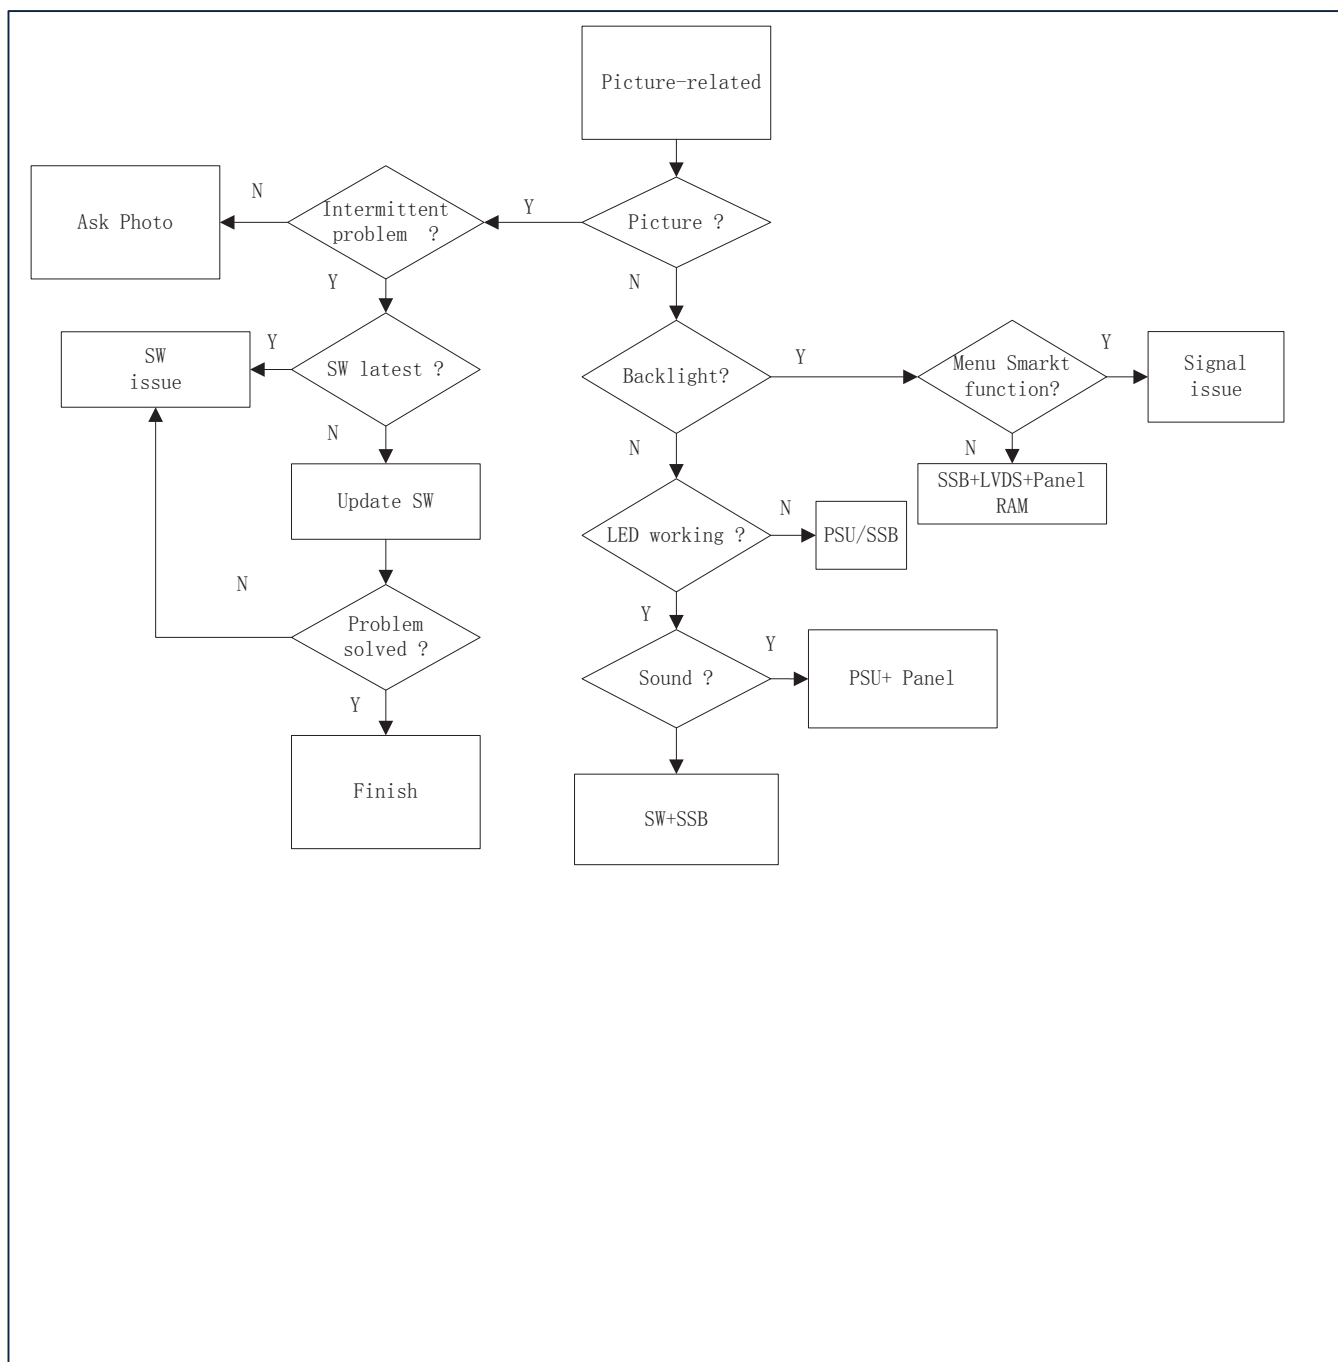 Picture-related
N
Intermittent
problem ?
Y
Picture ?
Ask Photo
Y
N
SW
issue
Y
SW latest ?
Backlight?
Y
Menu Smarkt
function?
Y
Signal
issue
N
N
N
Update SW
SSB+LVDS+Panel
RAM
LED working ?
N
PSU/SSB
N
Y
Problem
solved ?
Y
Sound ?
Y
PSU+ Panel
Finish
SW+SSB